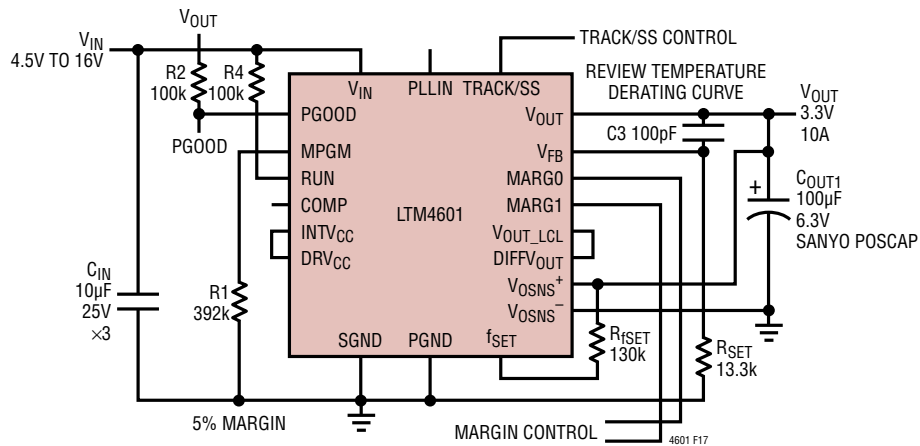 VOUT
VIN
4.5V TO 16V
R2
100k
R4
100k
TRACK/SS CONTROL
REVIEW TEMPERATURE
DERATING CURVE
VIN
PLLIN
TRACK/SS
PGOOD
PGOOD
MPGM
RUN
COMP
INTVCC
DRVCC
LTM4601
VOUT
VFB
MARG0
MARG1
VOUT_LCL
DIFFVOUT
VOSNS+
VOSNS–
SGND
PGND
fSET
C3 100pF
VOUT
3.3V
10A
+
COUT1
100µF
6.3V
SANYO POSCAP
CIN
10µF
25V
×3
R1
392k
RfSET
130k
RSET
13.3k
5% MARGIN
MARGIN CONTROL
4601 F17